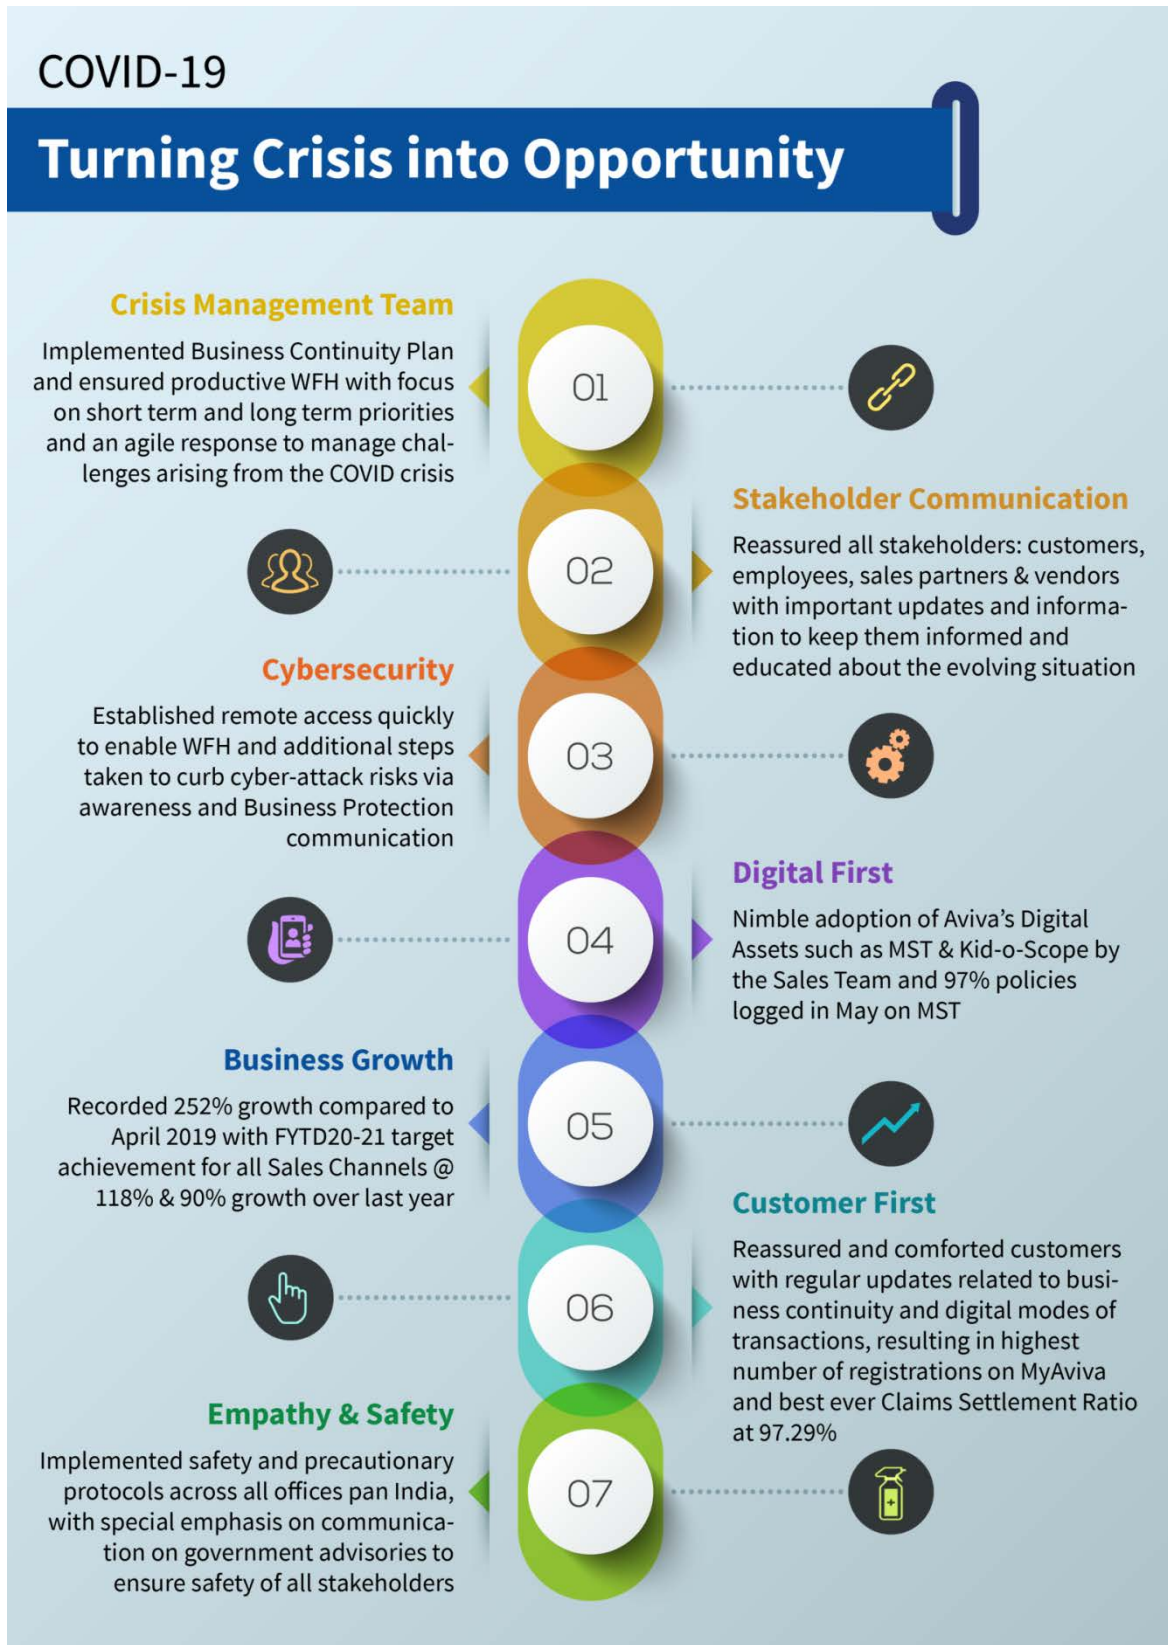 COVID-19
Turning Crisis into Opportunity
Crisis Management Team
Implemented Business Continuity Plan
and ensured productive WFH with focus
on short term and long term priorities
and an agile response to manage chal-
lenges arising from the COVID crisis
01
Stakeholder Communication
Reassured all stakeholders: customers,
employees, sales partners & vendors
with important updates and informa-
tion to keep them informed and
educated about the evolving situation
02
Cybersecurity
Established remote access quickly
to enable WFH and additional steps
taken to curb cyber-attack risks via
awareness and Business Protection
communication
03
Digital First
Nimble adoption of Aviva’s Digital
Assets such as MST & Kid-o-Scope by
the Sales Team and 97% policies
logged in May on MST
04
Business Growth
Recorded 252% growth compared to
April 2019 with FYTD20-21 target
achievement for all Sales Channels @
118% & 90% growth over last year
05
Customer First
Reassured and comforted customers
with regular updates related to busi-
ness continuity and digital modes of
transactions, resulting in highest
number of registrations on MyAviva
and best ever Claims Settlement Ratio
at 97.29%
06
Empathy & Safety
Implemented safety and precautionary
protocols across all offices pan India,
with special emphasis on communica-
tion on government advisories to
ensure safety of all stakeholders
07